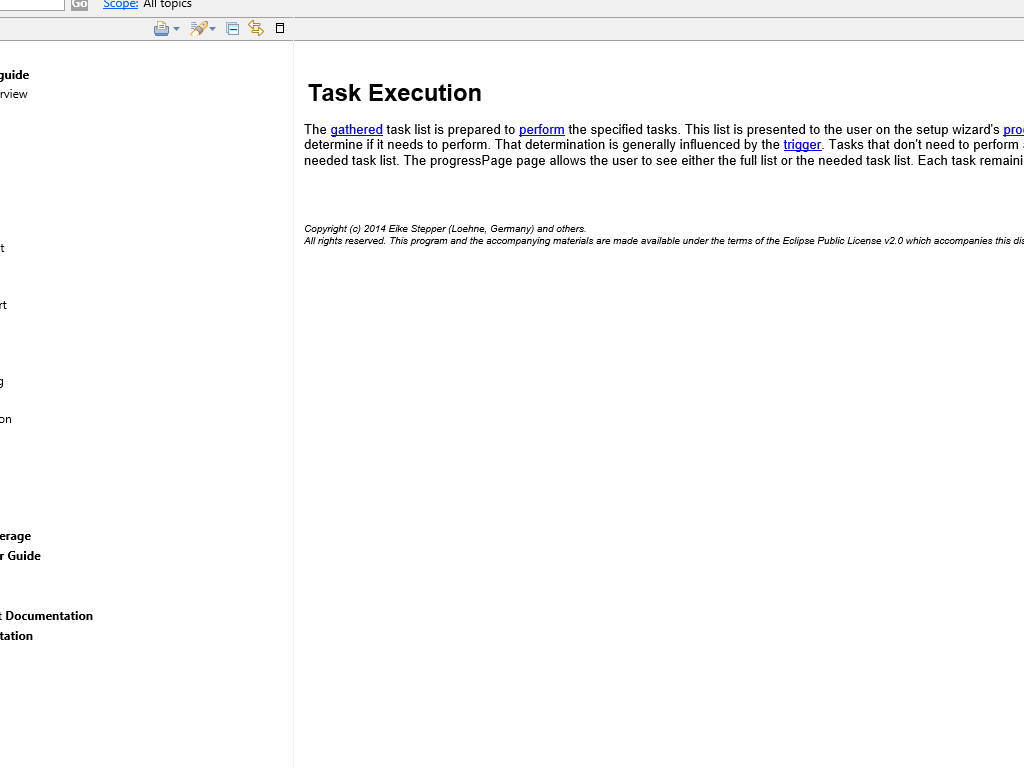 Go Scope: All topics
guide
rview
t
rt
g
on
erage
r Guide
t Documentation
tation
Task Execution
The gathered task list is prepared to perform the specified tasks. This list is presented to the user on the setup wizard's pro
determine if it needs to perform. That determination is generally influenced by the trigger. Tasks that don't need to perform a
needed task list. The progressPage page allows the user to see either the full list or the needed task list. Each task remaini
Copyright (c) 2014 Eike Stepper (Loehne, Germany) and others.
All rights reserved. This program and the accompanying materials are made available under the terms of the Eclipse Public License v2.0 which accompanies this dis